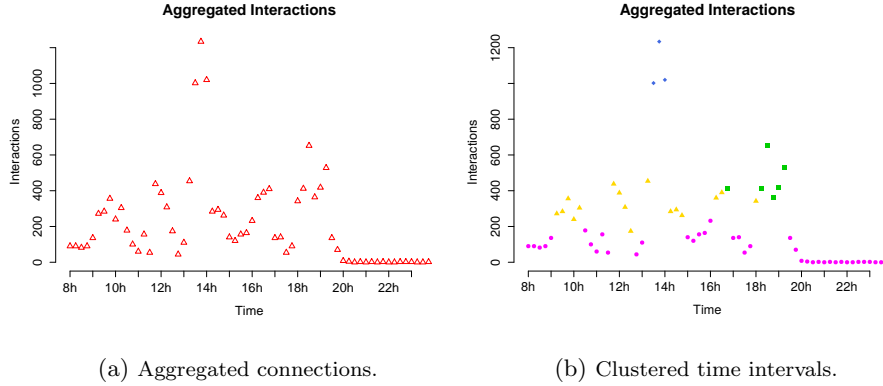 Aggregated Interactions
Interactions
0 200 400 600 800 1000
8h 10h 12h 14h 16h 18h 20h 22h
Time
(a) Aggregated connections.
Aggregated Interactions
Interactions
0 200 400 600 800 1200
8h 10h 12h 14h 16h 18h 20h 22h
Time
(b) Clustered time intervals.